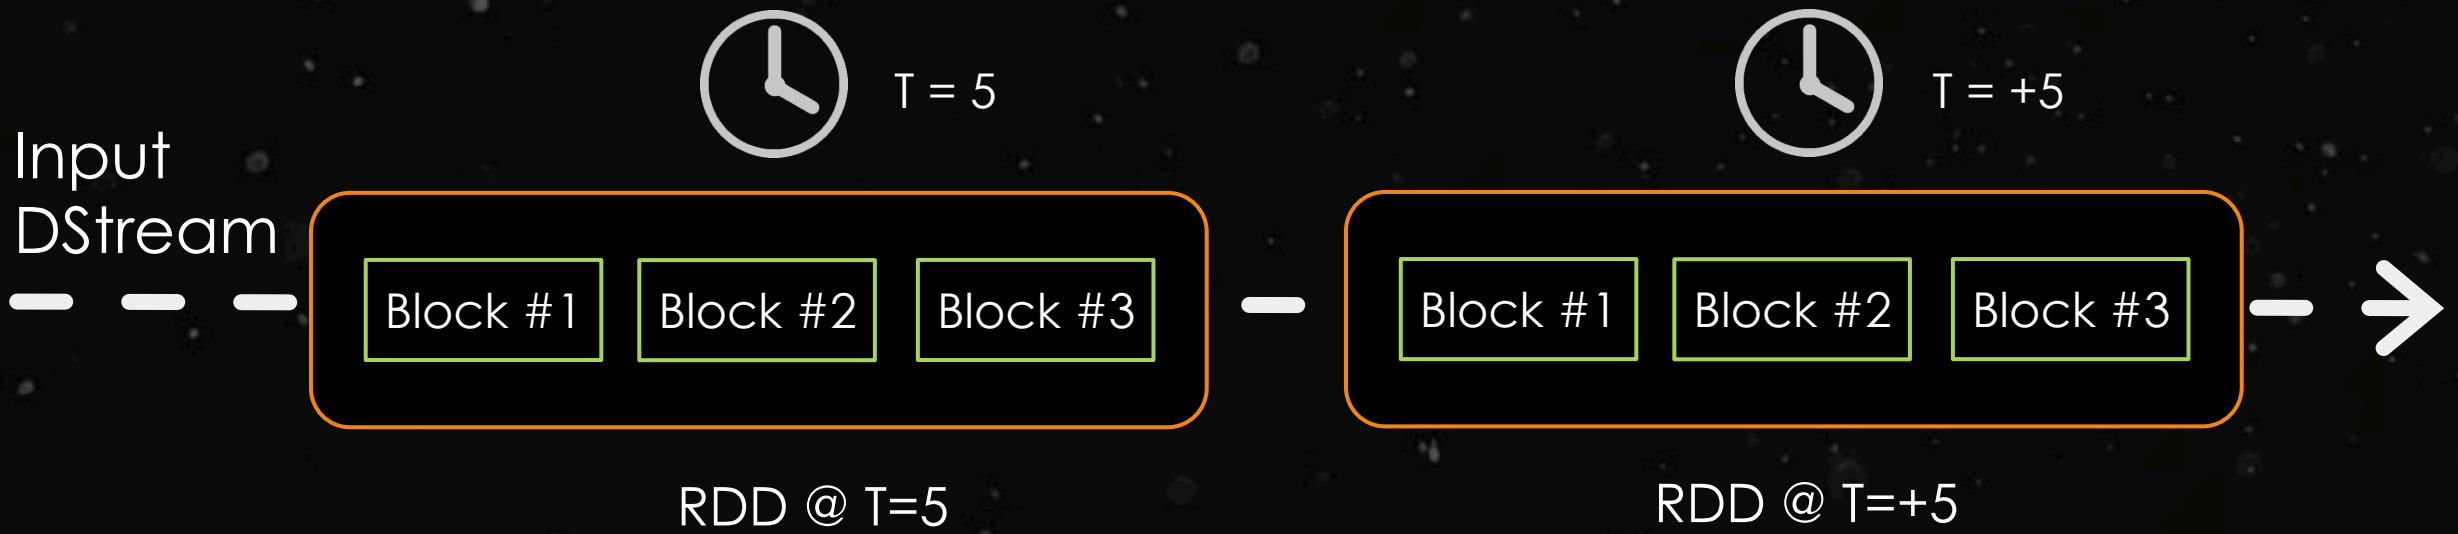 T = 5
T = +5
Input
DStream
Block #1
Block #2
Block #3
Block #1
Block #2
Block #3
RDD @ T=5
RDD @ T=+5